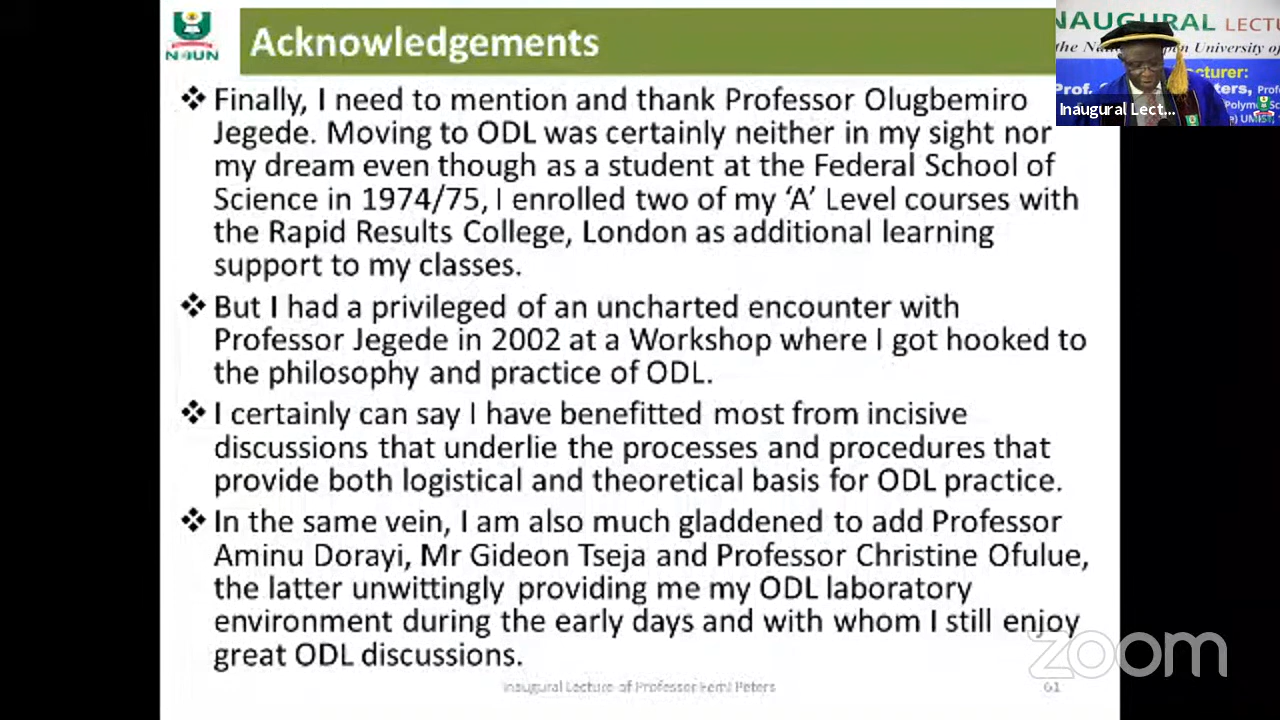 NOUN
Acknowledgements
❖ Finally, I need to mention and thank Professor Olugbemiro
Jegede. Moving to ODL was certainly neither in my sight nor
my dream even though as a student at the Federal School of
Science in 1974/75, I enrolled two of my ‘A’ Level courses with
the Rapid Results College, London as additional learning
support to my classes.
❖ But I had a privileged of an uncharted encounter with
Professor Jegede in 2002 at a Workshop where I got hooked to
the philosophy and practice of ODL.
❖ I certainly can say I have benefitted most from incisive
discussions that underlie the processes and procedures that
provide both logistical and theoretical basis for ODL practice.
❖ In the same vein, I am also much gladdened to add Professor
Aminu Dorayi, Mr Gideon Tseja and Professor Christine Ofulue,
the latter unwittingly providing me my ODL laboratory
environment during the early days and with whom I still enjoy
great ODL discussions.
Inaugural Lecture of Professor Femi Peters
61
NAUGURAL LECTU
the Na pen University of
cturer:
Prof. ters, Prof
Polyme
UMIST
Inaugural Lect...
zoom